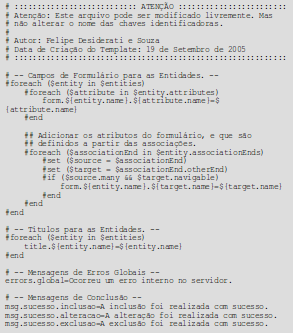 # ::::::::::::::::::::::::::: ATENÇÃO ::::::::::::::::::::::::
# Atenção: Este arquivo pode ser modificado livremente. Mas
# não altere o nome das chaves identificadoras.
#
# Autor: Felipe Desiderati e Souza
# Data de Criação do Template: 19 de Setembro de 2005
# ::::::::::::::::::::::::::::::::::::::::::::::::::::::::::::
# -- Campos de Formulário para as Entidades. --
#foreach ($entity in $entities)
#foreach ($attribute in $entity.attributes)
form.${entity.name}.${attribute.name}=$
{attribute.name}
#end
## Adicionar os atributos do formulário, e que são
## definidos a partir das associações.
#foreach ($associationEnd in $entity.associationEnds)
#set ($source = $associationEnd)
#set ($target = $associationEnd.otherEnd)
#if ($source.many && $target.navigable)
form.${entity.name}.${target.name}=${target.name}
#end
#end
#end
# -- Títulos para as Entidades. --
#foreach ($entity in $entities)
title.${entity.name}=${entity.name}
#end
# -- Mensagens de Erros Globais --
errors.global=Ocorreu um erro interno no servidor.
# -- Mensagens de Conclusão --
msg.sucesso.inclusao=A inclusão foi realizada com sucesso.
msg.sucesso.alteracao=A alteração foi realizada com sucesso.
msg.sucesso.exclusao=A exclusão foi realizada com sucesso.